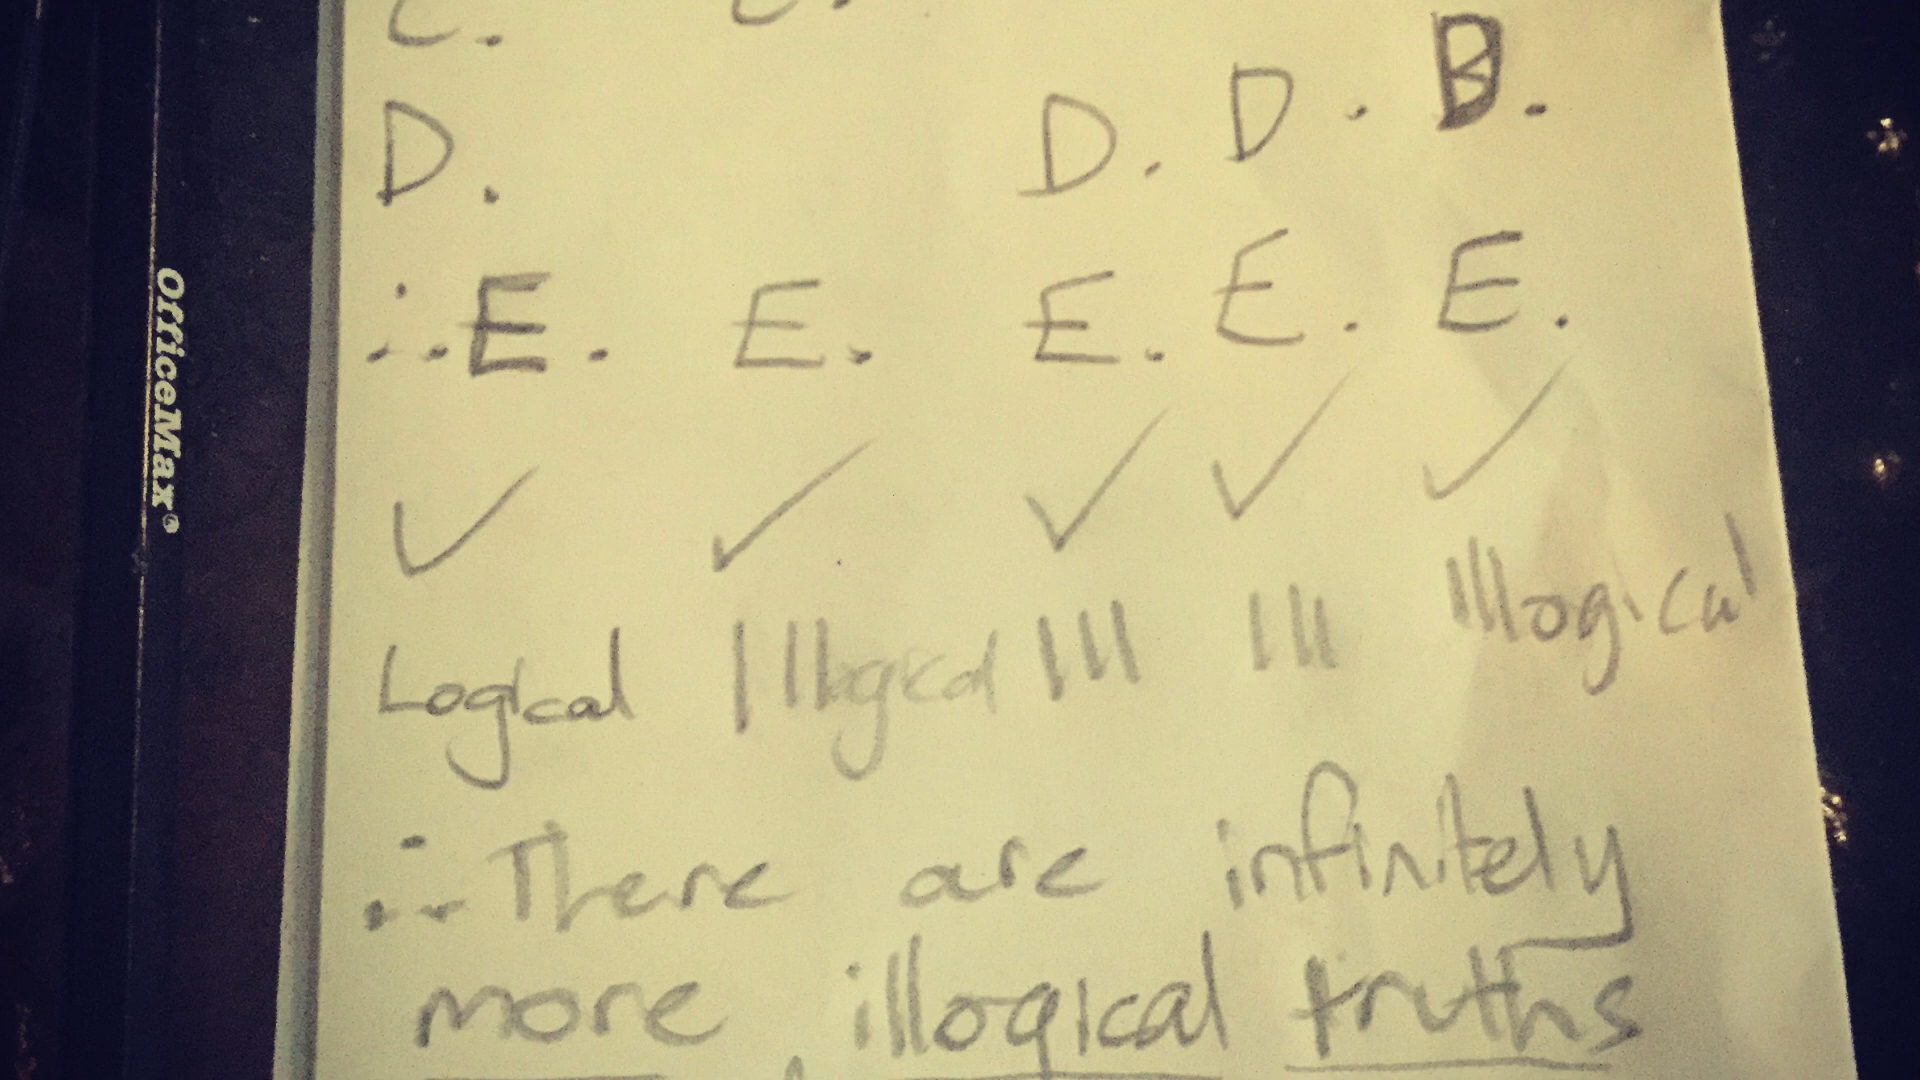 C. C.
D. D. D. B.
∴ E. E. E. E. E.
✓ ✓ ✓ ✓ ✓
Logical Illogical Ill Ill Illogical
∴ There are infinitely
more illogical truths
OfficeMax®